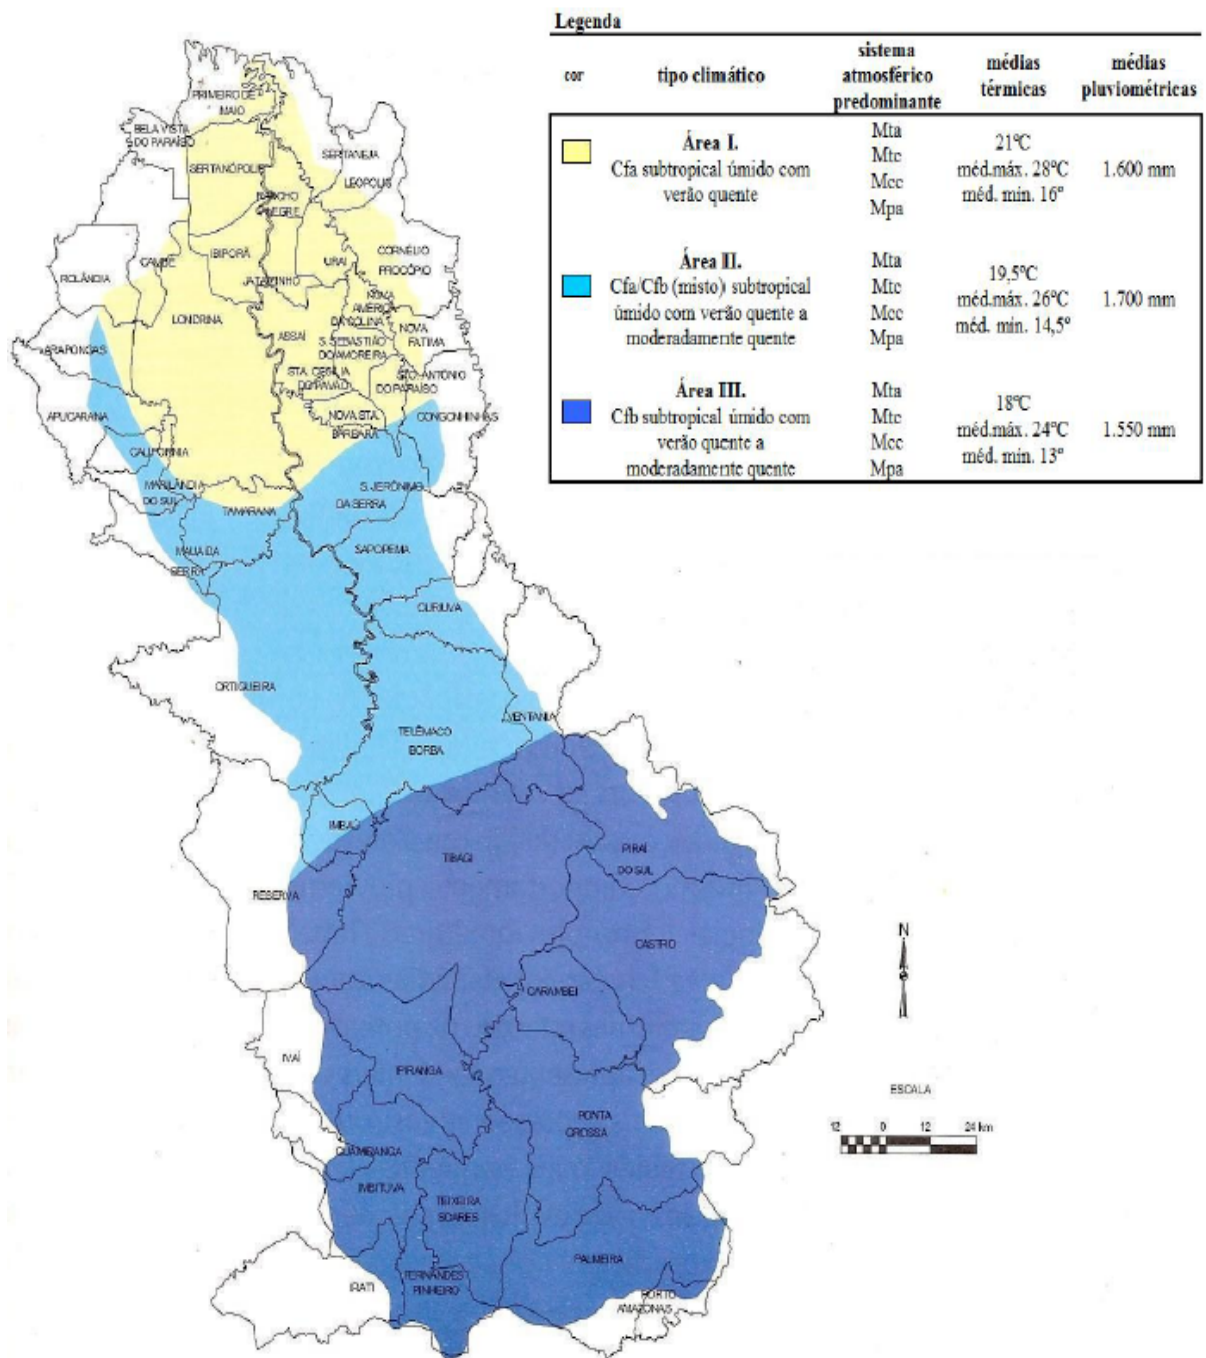 Legenda
cor
tipo climático
sistema
atmosférico
predominante
médias
térmicas
médias
pluviométricas
Área I.
Cfa subtropical úmido com
verão quente
Mta
Mtc
Mcc
Mpa
21ºC
méd.máx. 28ºC
méd. mín. 16º
1.600 mm
Área II.
Cfa/Cfb (misto) subtropical
úmido com verão quente a
moderadamente quente
Mta
Mtc
Mcc
Mpa
19,5ºC
méd.máx. 26ºC
méd. mín. 14,5º
1.700 mm
Área III.
Cfb subtropical úmido com
verão quente a
moderadamente quente
Mta
Mtc
Mcc
Mpa
18ºC
méd.máx. 24ºC
méd. mín. 13º
1.550 mm
PRIMEIRO DE
MAIO
BELA VISTA
DO PARAÍSO
SERTANEJA
SERTANÓPOLIS
LEÓPOLIS
RANCHO
ALEGRE
IBIPORÃ
URAÍ
CORNÉLIO
PROCÓPIO
CAMBÉ
ROLÂNDIA
JATAIZINHO
NOVA
AMÉRICA
DA COLINA
LONDRINA
ASSAÍ
NOVA
FATIMA
S. SEBASTIÃO
DO AMOREIRA
ARAPONGAS
STA. CECÍLIA
DO PAVÃO
STO. ANTÔNIO
DO PARAÍSO
APUCARANA
NOVA STA.
BÁRBARA
CONGONHINHAS
CALIFÓRNIA
MARILÂNDIA
DO SUL
S. JERÔNIMO
DA SERRA
TAMARANA
MAUA DA
SERRA
SAPOPEMA
CURIUVA
ORTIGUEIRA
VENTANIA
TELÊMACO
BORBA
IMBAÚ
TIBAGI
PIRAÍ
DO SUL
RESERVA
CASTRO
CARAMBEÍ
IVAÍ
IPIRANGA
PONTA
GROSSA
GUAMIRANGA
IMBITUVA
TEIXEIRA
SOARES
PALMEIRA
FERNANDES
PINHEIRO
IRATI
PORTO
AMAZONAS
N
ESCALA
12 0 12 24 km